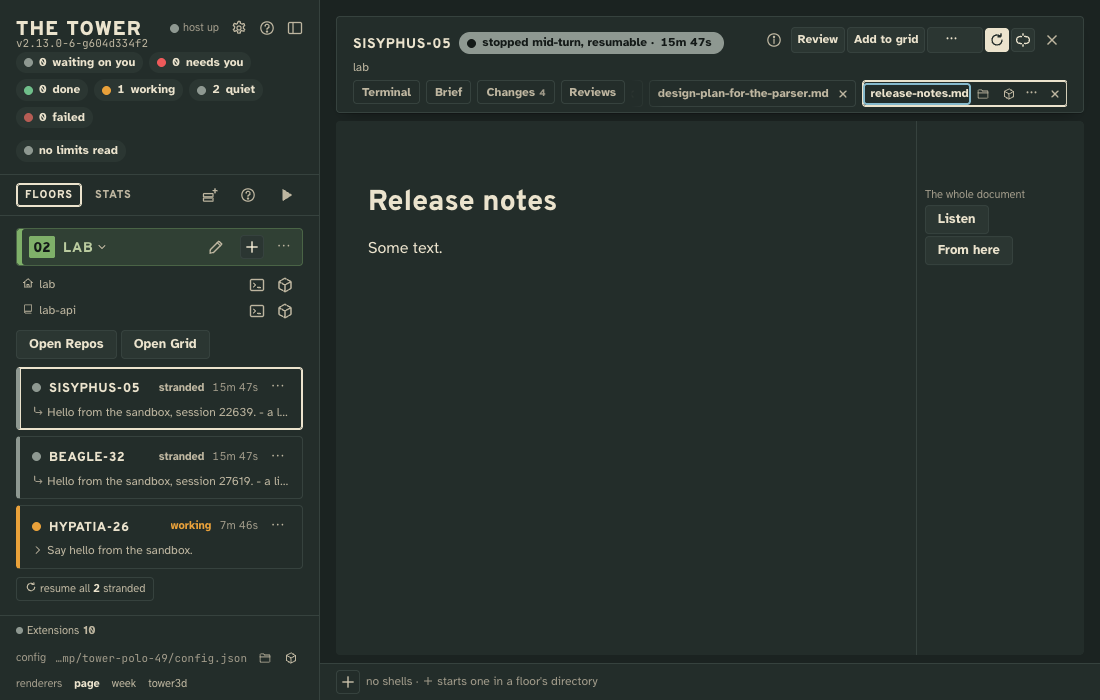 THE TOWER
host up
v2.13.0-6-g604d334f2
0 waiting on you
0 needs you
0 done
1 working
2 quiet
0 failed
no limits read
FLOORS
STATS
02 LAB
lab
lab-api
Open Repos
Open Grid
SISYPHUS-05 stranded 15m 47s ...
Hello from the sandbox, session 22639. - a l...
BEAGLE-32 stranded 15m 47s ...
Hello from the sandbox, session 27619. - a li...
HYPATIA-26 working 7m 46s ...
Say hello from the sandbox.
resume all 2 stranded
Extensions 10
config …mp/tower-polo-49/config.json
renderers page week tower3d
SISYPHUS-05 stopped mid-turn, resumable · 15m 47s
Review
Add to grid
...
lab
Terminal
Brief
Changes 4
Reviews
design-plan-for-the-parser.md
release-notes.md
Release notes
Some text.
The whole document
Listen
From here
no shells · + starts one in a floor's directory